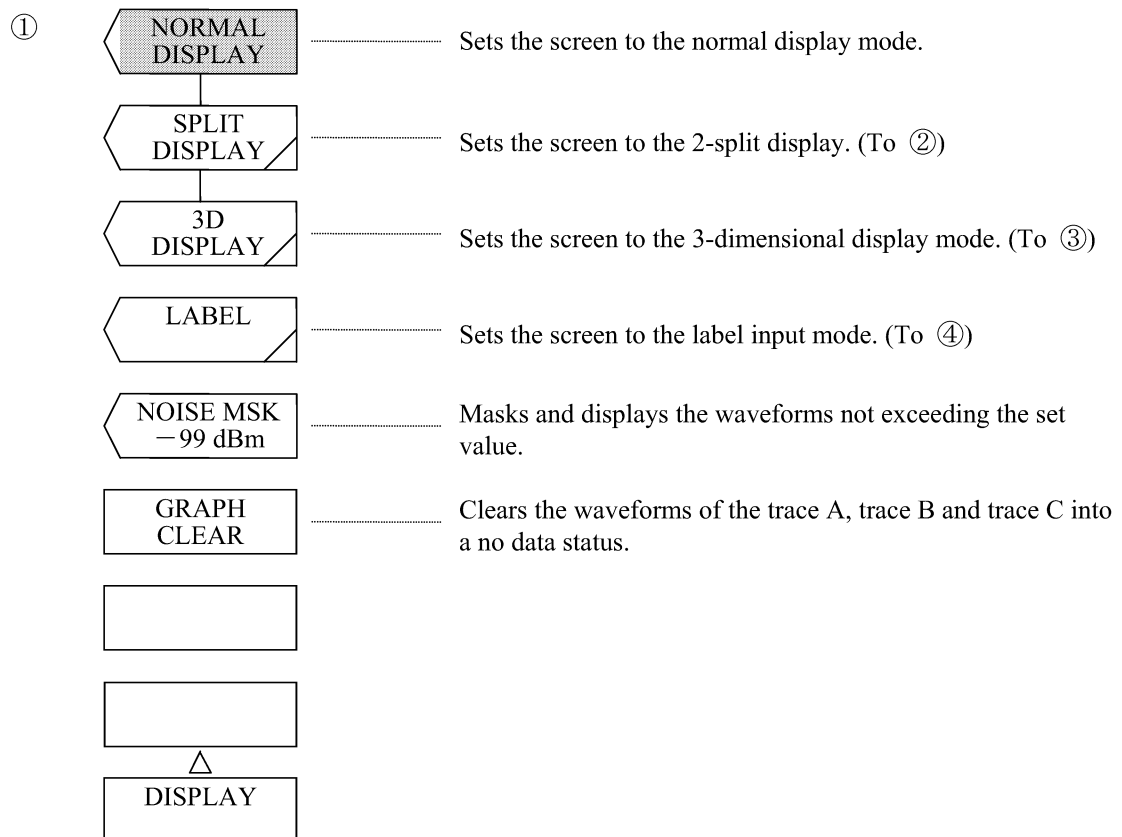 ①
NORMAL
DISPLAY
Sets the screen to the normal display mode.
SPLIT
DISPLAY
Sets the screen to the 2-split display. (To ②)
3D
DISPLAY
Sets the screen to the 3-dimensional display mode. (To ③)
LABEL
Sets the screen to the label input mode. (To ④)
NOISE MSK
－99 dBm
Masks and displays the waveforms not exceeding the set
value.
GRAPH
CLEAR
Clears the waveforms of the trace A, trace B and trace C into
a no data status.
DISPLAY